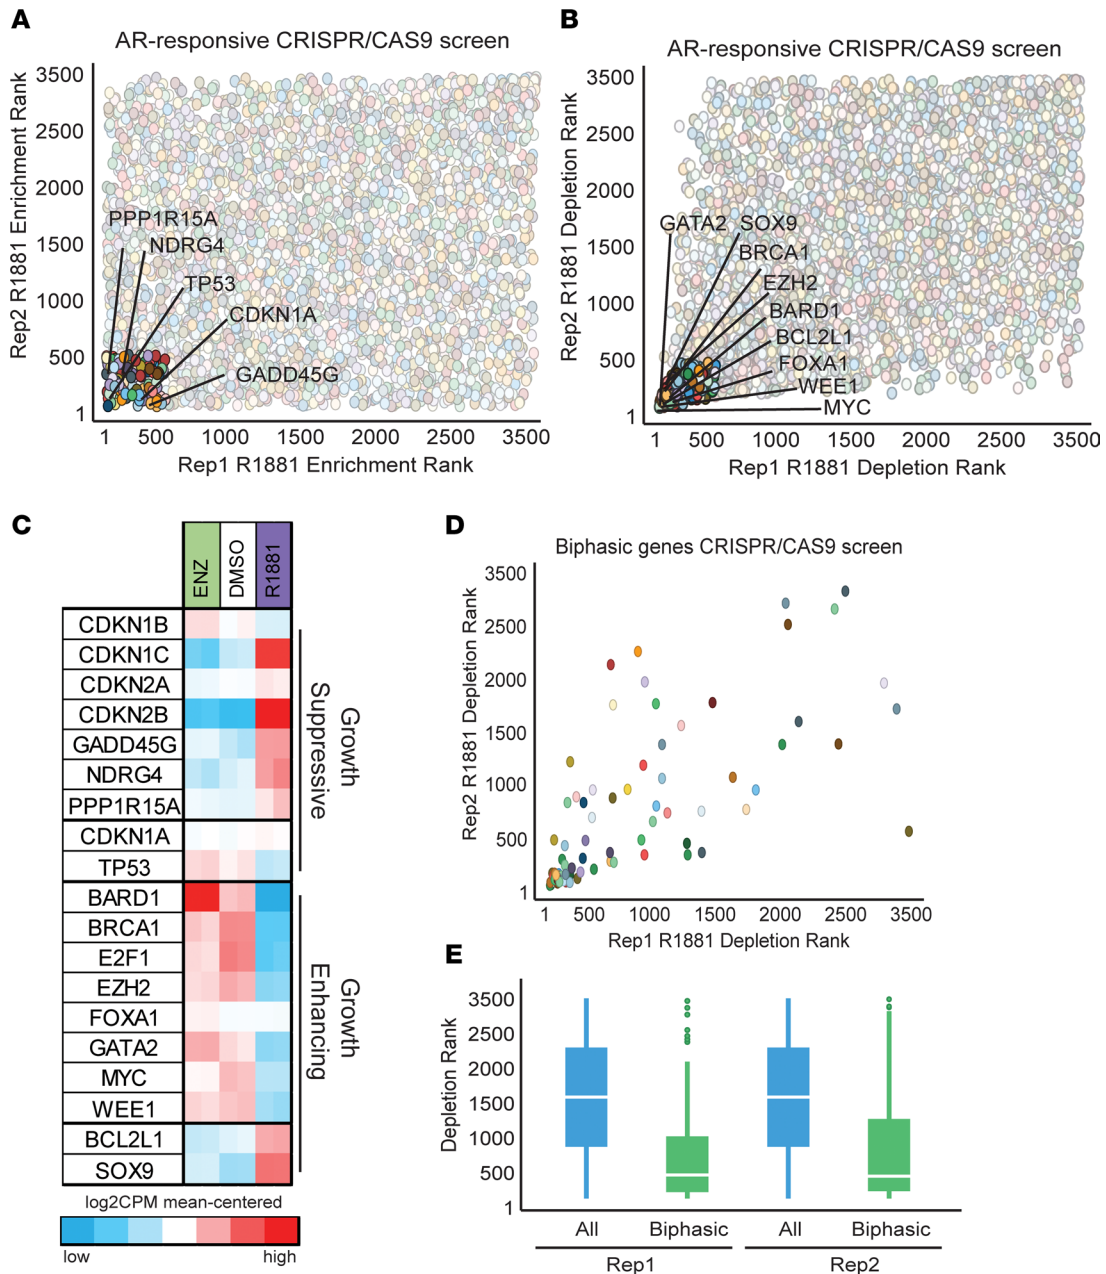 A
AR-responsive CRISPR/CAS9 screen
Rep2 R1881 Enrichment Rank
3500
2500
2000
1500
1000
500
1
PPP1R15A
NDRG4
TP53
CDKN1A
GADD45G
1 500 1000 1500 2000 2500 3500
Rep1 R1881 Enrichment Rank
B
AR-responsive CRISPR/CAS9 screen
Rep2 R1881 Depletion Rank
3500
2500
2000
1500
1000
500
1
GATA2 SOX9
BRCA1
EZH2
BARD1
BCL2L1
FOXA1
WEE1
MYC
1 500 1000 1500 2000 2500 3500
Rep1 R1881 Depletion Rank
C
ENZ DMSO R1881
CDKN1B
CDKN1C
CDKN2A
CDKN2B
GADD45G
NDRG4
PPP1R15A
CDKN1A
TP53
BARD1
BRCA1
E2F1
EZH2
FOXA1
GATA2
MYC
WEE1
BCL2L1
SOX9
Growth
Suppressive
Growth
Enhancing
log2CPM mean-centered
low high
D
Biphasic genes CRISPR/CAS9 screen
Rep2 R1881 Depletion Rank
3500
2500
2000
1500
1000
500
1
1 500 1000 1500 2000 2500 3500
Rep1 R1881 Depletion Rank
E
Depletion Rank
3500
2500
2000
1500
1000
500
1
All Biphasic All Biphasic
Rep1 Rep2